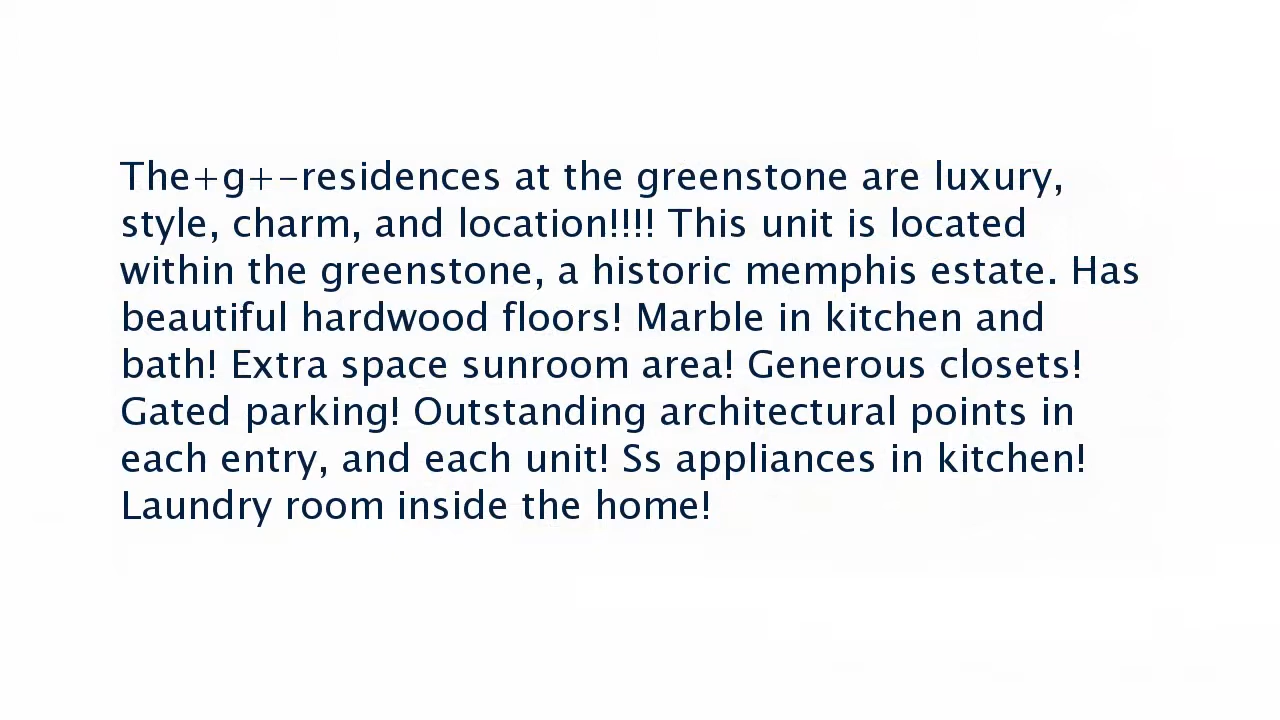 The+g+-residences at the greenstone are luxury,
style, charm, and location!!!! This unit is located
within the greenstone, a historic memphis estate. Has
beautiful hardwood floors! Marble in kitchen and
bath! Extra space sunroom area! Generous closets!
Gated parking! Outstanding architectural points in
each entry, and each unit! Ss appliances in kitchen!
Laundry room inside the home!